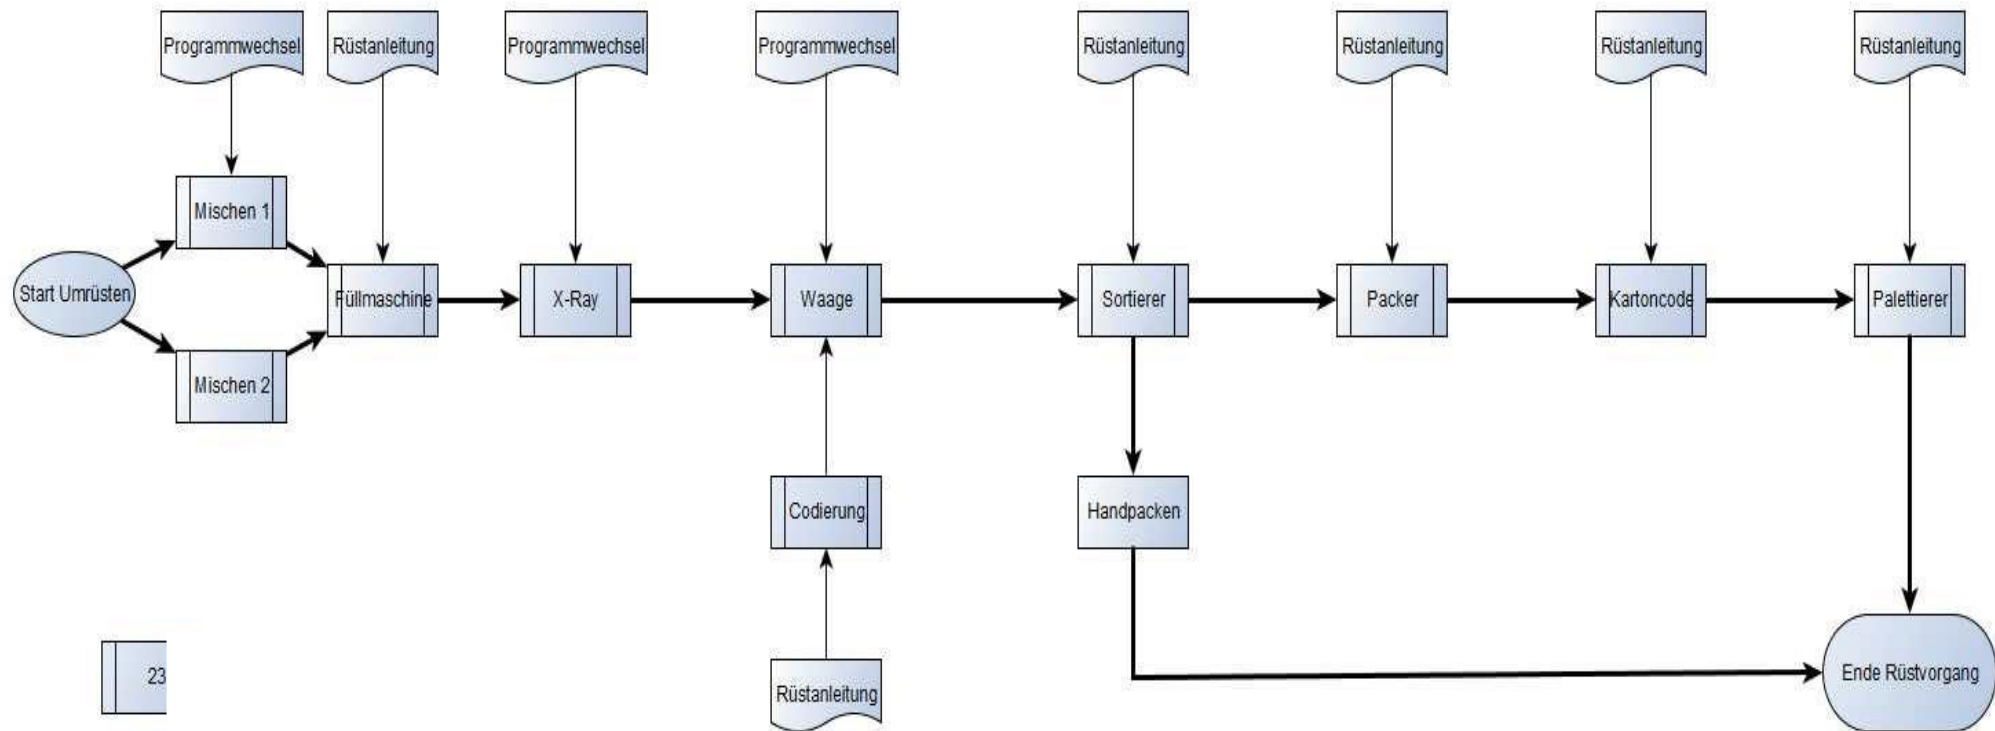 Programmwechsel
Rüstanleitung
Programmwechsel
Programmwechsel
Rüstanleitung
Rüstanleitung
Rüstanleitung
Rüstanleitung
Mischen 1
Start Umrüsten
Füllmaschine
X-Ray
Waage
Sortierer
Packer
Kartoncode
Palettierer
Mischen 2
Codierung
Handpacken
23
Rüstanleitung
Ende Rüstvorgang